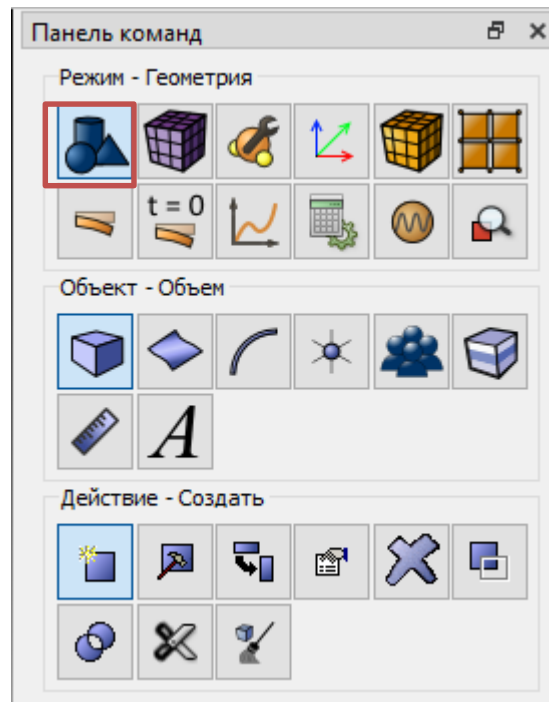 Панель команд
Режим - Геометрия
t = 0
Объект - Объем
A
Действие - Создать